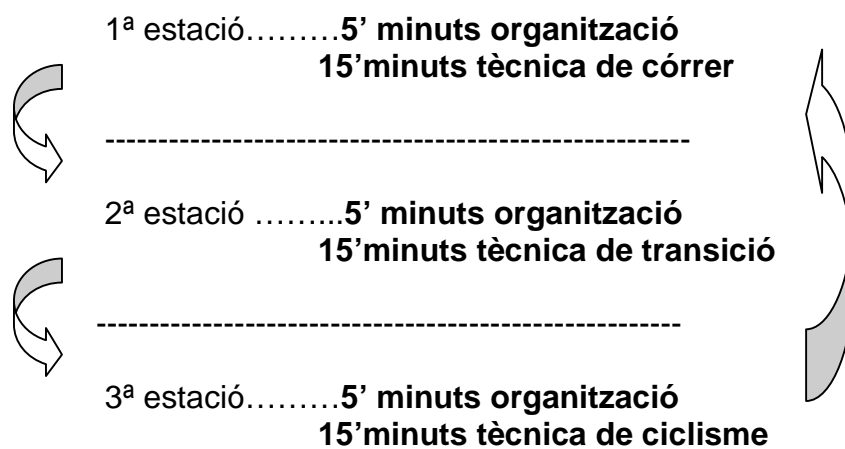 1ª estació………5’ minuts organització
15’minuts tècnica de córrer
--------------------------------------------------------
2ª estació ……...5’ minuts organització
15’minuts tècnica de transició
--------------------------------------------------------
3ª estació………5’ minuts organització
15’minuts tècnica de ciclisme